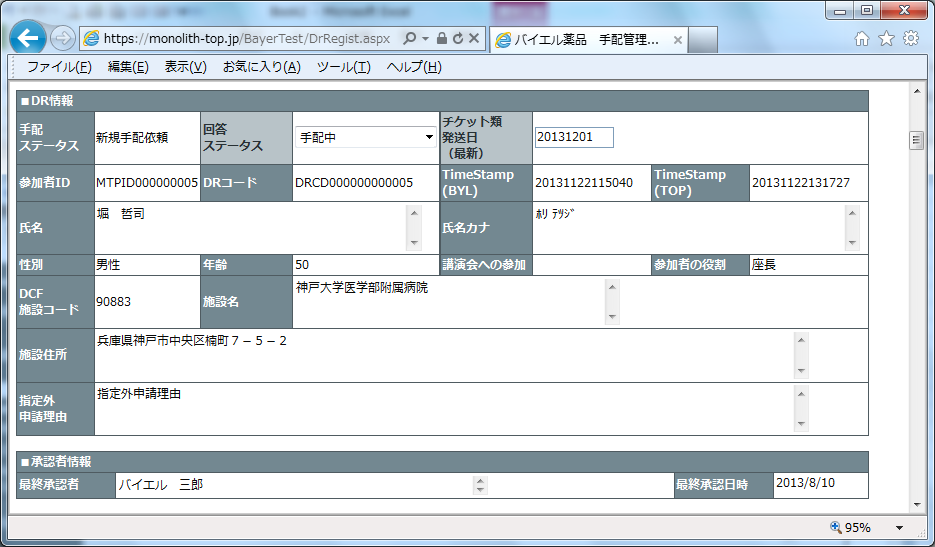 https://monolith-top.jp/BayerTest/DrRegist.aspx
バイエル薬品　手配管理...
ファイル(F) 編集(E) 表示(V) お気に入り(A) ツール(T) ヘルプ(H)
■DR情報
手配
ステータス
新規手配依頼
回答
ステータス
手配中
チケット類
発送日
（最新）
20131201
参加者ID
MTPID000000005
DRコード
DRCD000000000005
TimeStamp
(BYL)
20131122115040
TimeStamp
(TOP)
20131122131727
氏名
堀　哲司
氏名カナ
ﾎﾘ ﾃﾂｼﾞ
性別
男性
年齢
50
講演会への参加
参加者の役割
座長
DCF
施設コード
90883
施設名
神戸大学医学部附属病院
施設住所
兵庫県神戸市中央区楠町７－５－２
指定外
申請理由
指定外申請理由
■承認者情報
最終承認者
バイエル　三郎
最終承認日時
2013/8/10
95%